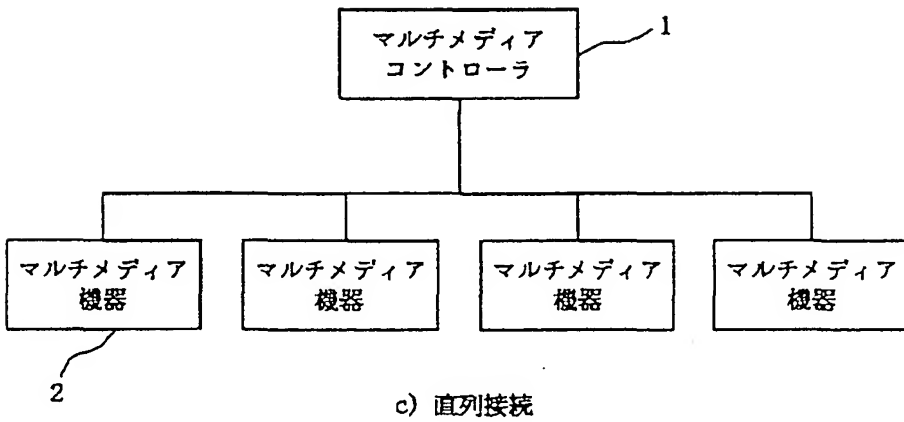 マルチメディア
コントローラ
1
マルチメディア
機器
マルチメディア
機器
マルチメディア
機器
マルチメディア
機器
2
c) 直列接続